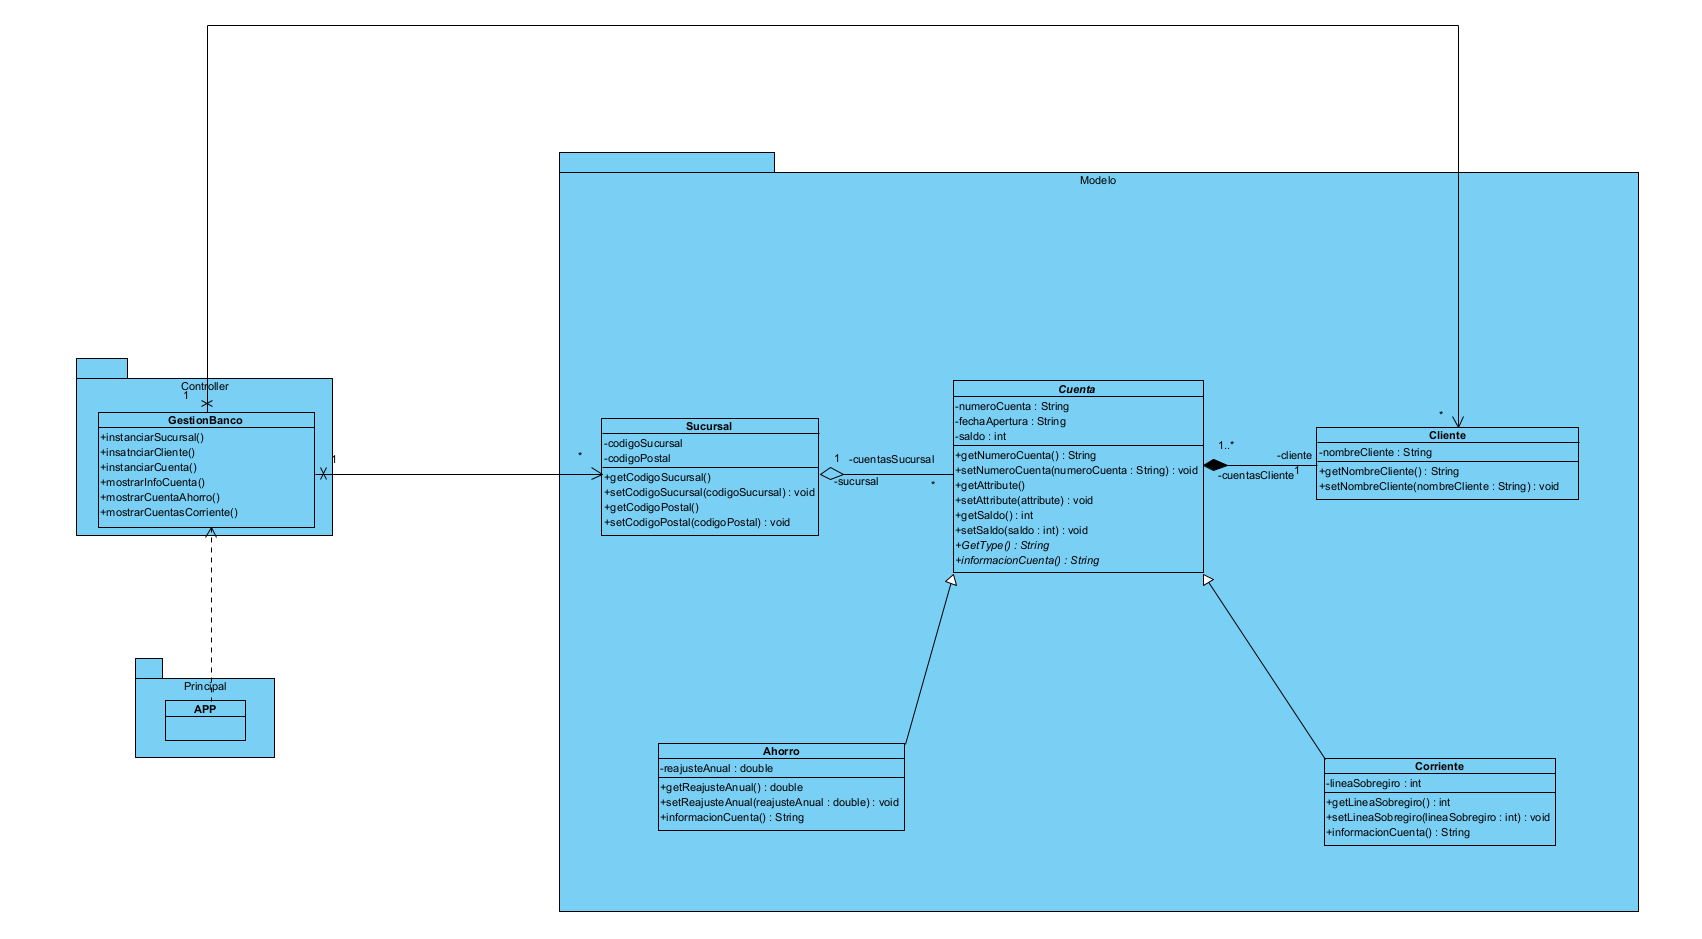 Modelo
Controller
1
GestionBanco
+instanciarSucursal()
+insatnciarCliente()
+instanciarCuenta()
+mostrarInfoCuenta()
+mostrarCuentaAhorro()
+mostrarCuentasCorriente()
1
*
Principal
APP
Sucursal
-codigoSucursal
-codigoPostal
+getCodigoSucursal()
+setCodigoSucursal(codigoSucursal) : void
+getCodigoPostal()
+setCodigoPostal(codigoPostal) : void
1 -cuentasSucursal
-sucursal
*
Cuenta
-numeroCuenta : String
-fechaApertura : String
-saldo : int
+getNumeroCuenta() : String
+setNumeroCuenta(numeroCuenta : String) : void
+getAttribute()
+setAttribute(attribute) : void
+getSaldo() : int
+setSaldo(saldo : int) : void
+GetType() : String
+informacionCuenta() : String
1..*
-cliente
-cuentasCliente 1
*
Cliente
-nombreCliente : String
+getNombreCliente() : String
+setNombreCliente(nombreCliente : String) : void
Ahorro
-reajusteAnual : double
+getReajusteAnual() : double
+setReajusteAnual(reajusteAnual : double) : void
+informacionCuenta() : String
Corriente
-lineaSobregiro : int
+getLineaSobregiro() : int
+setLineaSobregiro(lineaSobregiro : int) : void
+informacionCuenta() : String